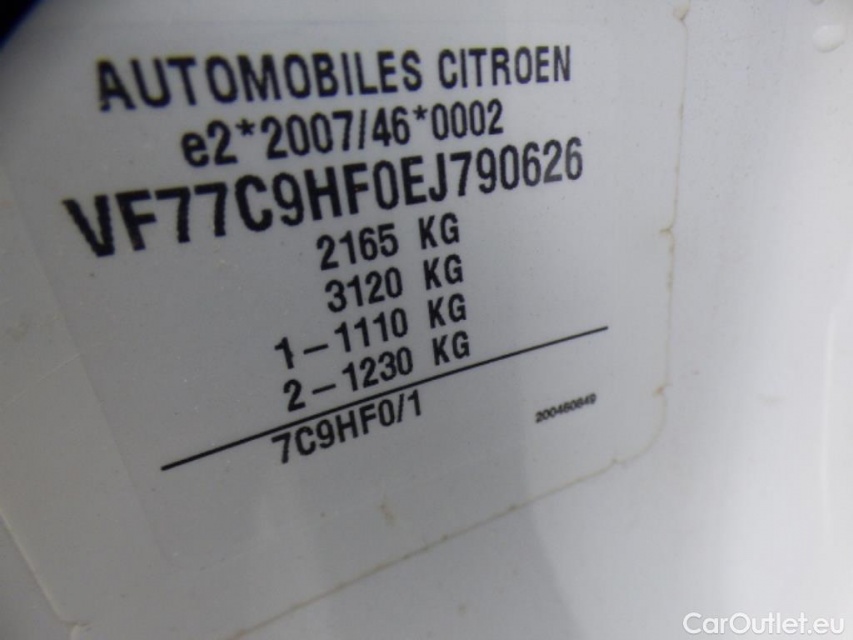 AUTOMOBILES CITROEN
e2*2007/46*0002
VF77C9HF0EJ790626
2165 KG
3120 KG
1-1110 KG
2-1230 KG
7C9HF0/1
200460849
CarOutlet.eu